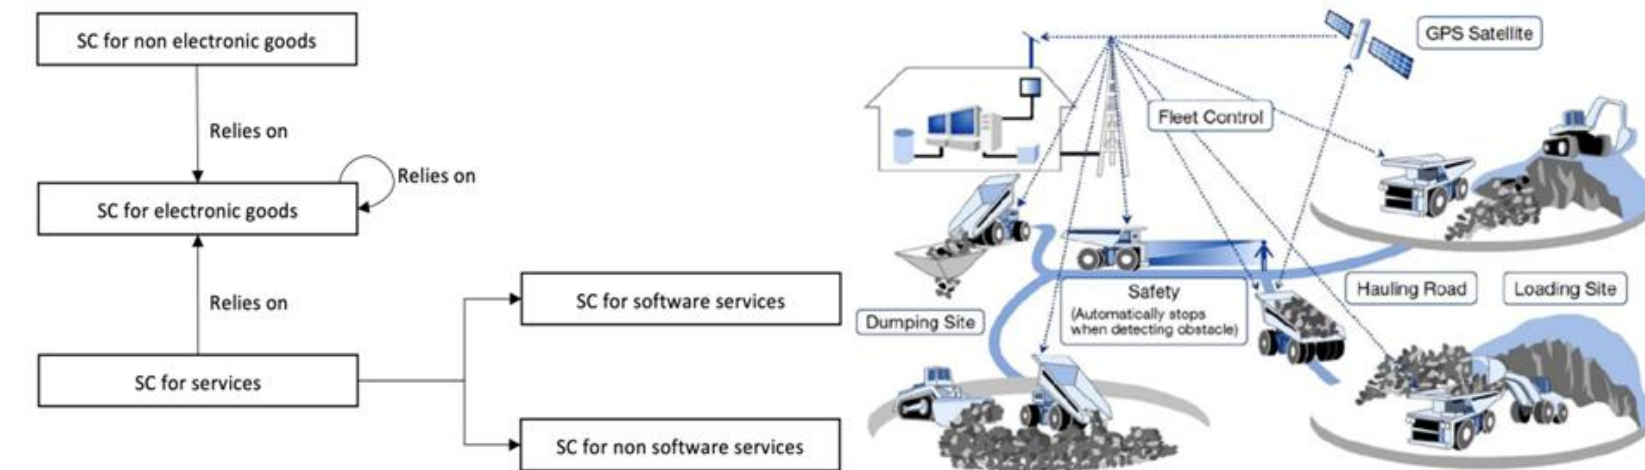 SC for non electronic goods
Relies on
Relies on
SC for electronic goods
Relies on
SC for software services
SC for services
SC for non software services
GPS Satellite
Fleet Control
Hauling Road
Loading Site
Safety
(Automatically stops
when detecting obstacle)
Dumping Site